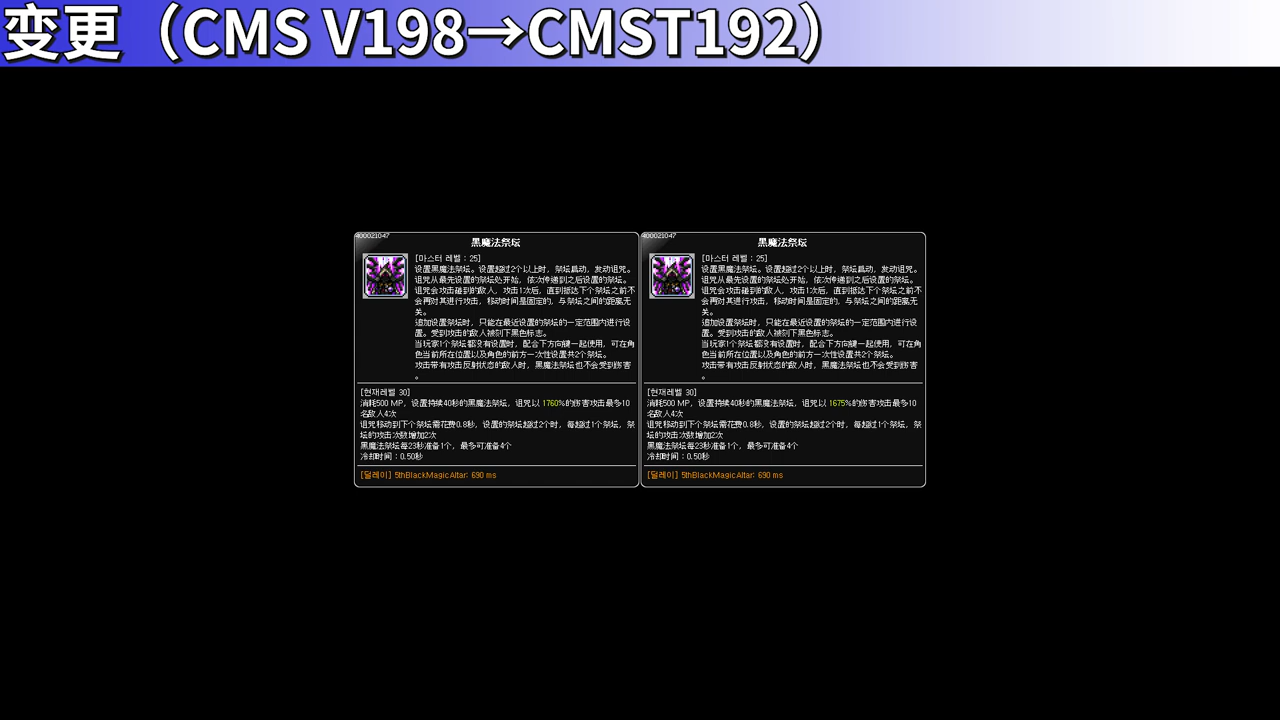 变更（CMS V198→CMST192）
400021047
黑魔法祭坛
[마스터 레벨 : 25]
设置黑魔法祭坛。设置超过2个以上时，祭坛启动，发动诅咒。
诅咒从最先设置的祭坛处开始，依次传递到之后设置的祭坛。
诅咒会攻击碰到的敌人，攻击1次后，直到抵达下个祭坛之前不
会再对其进行攻击，移动时间是固定的，与祭坛之间的距离无
关。
追加设置祭坛时，只能在最近设置的祭坛的一定范围内进行设
置。受到攻击的敌人被刻下黑色标志。
当玩家1个祭坛都没有设置时，配合下方向键一起使用，可在角
色当前所在位置以及角色的前方一次性设置共2个祭坛。
攻击带有攻击反射状态的敌人时，黑魔法祭坛也不会受到伤害
。
[현재레벨 30]
消耗500 MP，设置持续40秒的黑魔法祭坛，诅咒以 1760%的伤害攻击最多10
名敌人4次
诅咒移动到下个祭坛需花费0.8秒，设置的祭坛超过2个时，每超过1个祭坛，祭
坛的攻击次数增加2次
黑魔法祭坛每23秒准备1个，最多可准备4个
冷却时间：0.50秒
[딜레이] 5thBlackMagicAltar: 690 ms
400021047
黑魔法祭坛
[마스터 레벨 : 25]
设置黑魔法祭坛。设置超过2个以上时，祭坛启动，发动诅咒。
诅咒从最先设置的祭坛处开始，依次传递到之后设置的祭坛。
诅咒会攻击碰到的敌人，攻击1次后，直到抵达下个祭坛之前不
会再对其进行攻击，移动时间是固定的，与祭坛之间的距离无
关。
追加设置祭坛时，只能在最近设置的祭坛的一定范围内进行设
置。受到攻击的敌人被刻下黑色标志。
当玩家1个祭坛都没有设置时，配合下方向键一起使用，可在角
色当前所在位置以及角色的前方一次性设置共2个祭坛。
攻击带有攻击反射状态的敌人时，黑魔法祭坛也不会受到伤害
。
[현재레벨 30]
消耗500 MP，设置持续40秒的黑魔法祭坛，诅咒以 1675%的伤害攻击最多10
名敌人4次
诅咒移动到下个祭坛需花费0.8秒，设置的祭坛超过2个时，每超过1个祭坛，祭
坛的攻击次数增加2次
黑魔法祭坛每23秒准备1个，最多可准备4个
冷却时间：0.50秒
[딜레이] 5thBlackMagicAltar: 690 ms